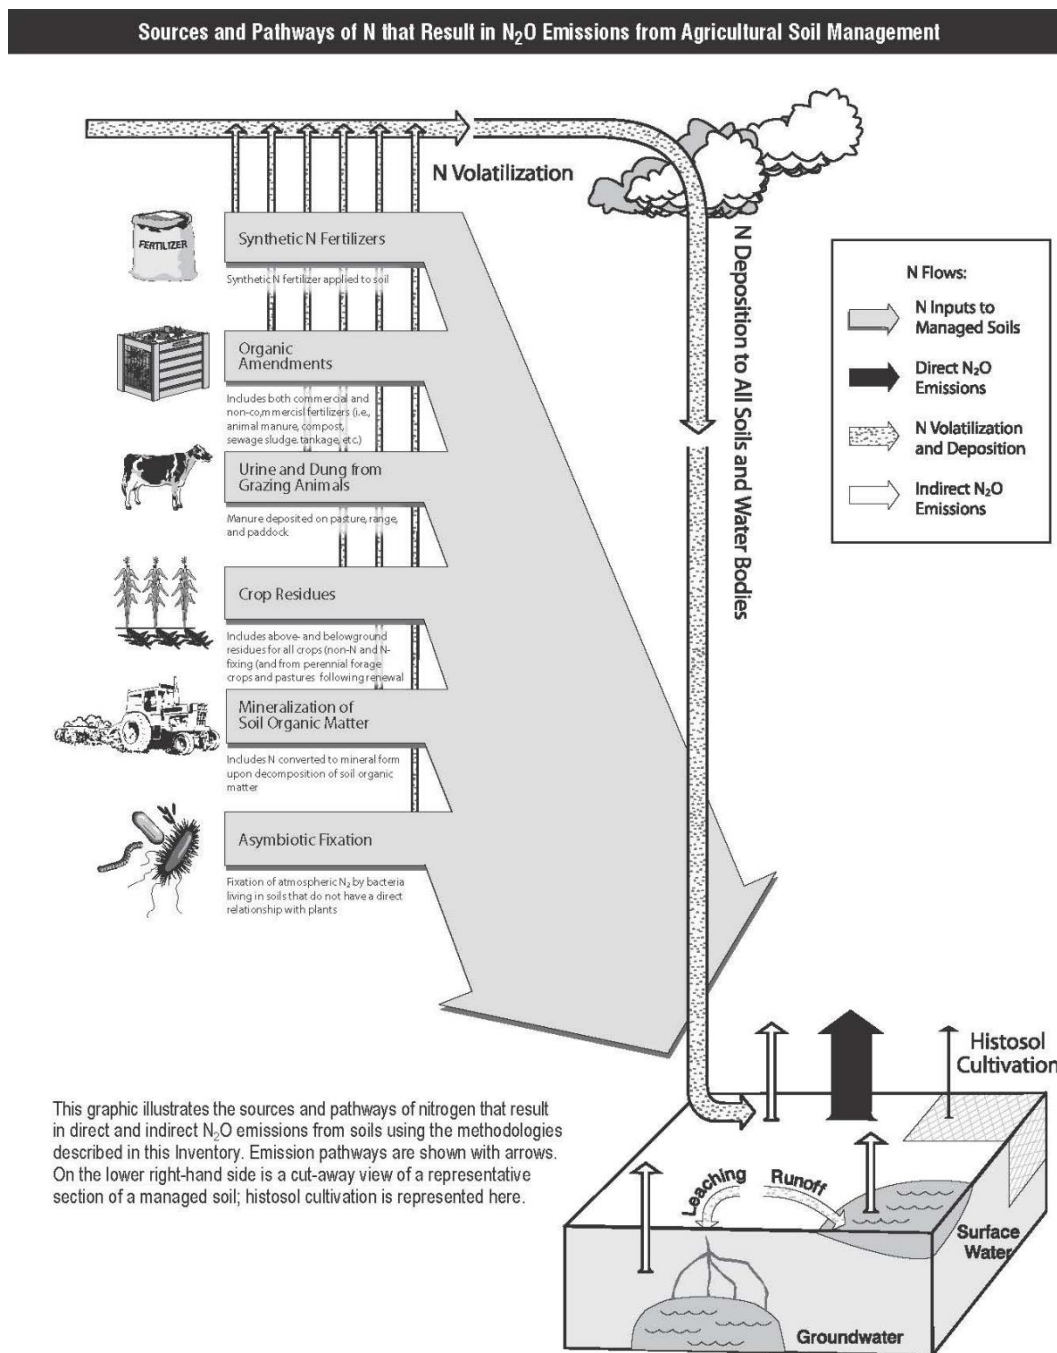 Sources and Pathways of N that Result in N₂O Emissions from Agricultural Soil Management
N Volatilization
N Deposition to All Soils and Water Bodies
FERTILIZER
Synthetic N Fertilizers
Synthetic N fertilizer applied to soil
Organic
Amendments
Includes both commercial and
non-co,mmercisl fertilizers (i.e.,
animal manure, compost,
sewage sludge, tankage, etc.)
Urine and Dung from
Grazing Animals
Manure deposited on pasture, range,
and paddock
Crop Residues
Includes above- and belowground
residues for all crops (non-N and N-
fixing (and from perennial forage
crops and pastures following renewal
Mineralization of
Soil Organic Matter
Includes N converted to mineral form
upon decomposition of soil organic
matter
Asymbiotic Fixation
Fixation of atmospheric N₂ by bacteria
living in soils that do not have a direct
relationship with plants
N Flows:
N Inputs to
Managed Soils
Direct N₂O
Emissions
N Volatilization
and Deposition
Indirect N₂O
Emissions
This graphic illustrates the sources and pathways of nitrogen that result
in direct and indirect N₂O emissions from soils using the methodologies
described in this Inventory. Emission pathways are shown with arrows.
On the lower right-hand side is a cut-away view of a representative
section of a managed soil; histosol cultivation is represented here.
Histosol
Cultivation
Leaching
Runoff
Surface
Water
Groundwater